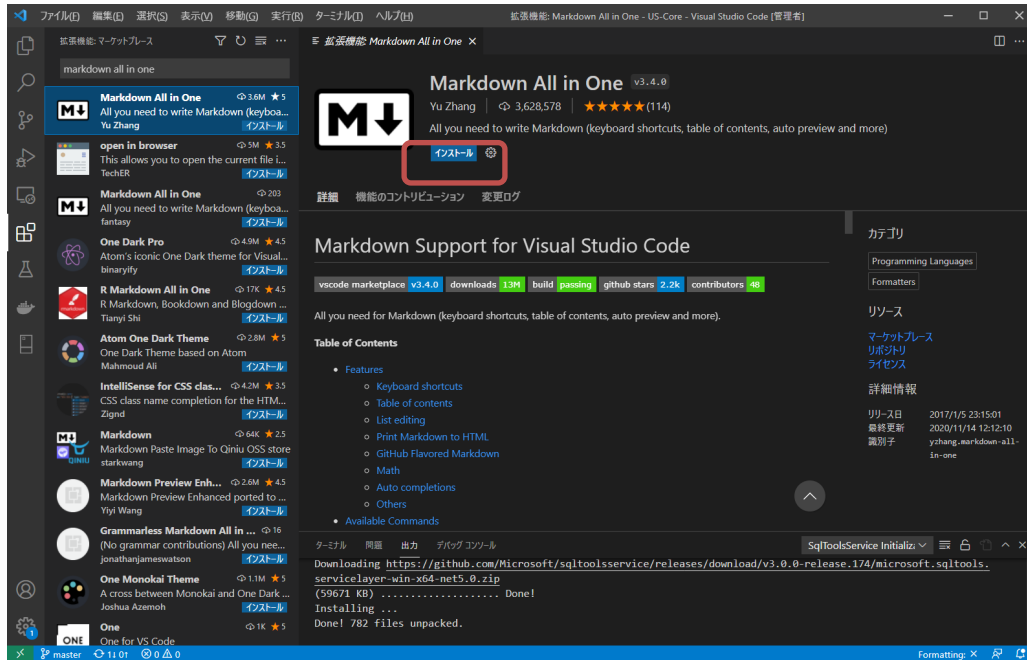 ファイル(F) 編集(E) 選択(S) 表示(V) 移動(G) 実行(R) ターミナル(T) ヘルプ(H) 拡張機能: Markdown All in One - US-Core - Visual Studio Code [管理者]
拡張機能: マーケットプレース
markdown all in one
Markdown All in One 3.6M ★5
All you need to write Markdown (keyboa...
Yu Zhang インストール
open in browser 5M ★3.5
This allows you to open the current file i...
TechER インストール
Markdown All in One 203
All you need to write Markdown (keyboa...
fantasy インストール
One Dark Pro 4.9M ★4.5
Atom's iconic One Dark theme for Visual...
binaryify インストール
R Markdown All in One 17K ★4.5
R Markdown, Bookdown and Blogdown ...
Tianyi Shi インストール
Atom One Dark Theme 2.8M ★5
One Dark Theme based on Atom
Mahmoud Ali インストール
IntelliSense for CSS clas... 4.2M ★3.5
CSS class name completion for the HTM...
Zignd インストール
Markdown 64K ★2.5
Markdown Paste Image To Qiniu OSS store
starkwang インストール
Markdown Preview Enh... 2.6M ★4.5
Markdown Preview Enhanced ported to ...
Yiyi Wang インストール
Grammarless Markdown All in ... 16
(No grammar contributions) All you nee...
jonathanjameswatson インストール
One Monokai Theme 1.1M ★5
A cross between Monokai and One Dark ...
Joshua Azemoh インストール
One 1K ★5
One for VS Code
拡張機能: Markdown All in One
M↓
Markdown All in One v3.4.0
Yu Zhang 3,628,578 ★★★★★(114)
All you need to write Markdown (keyboard shortcuts, table of contents, auto preview and more)
インストール
詳細 機能のコントリビューション 変更ログ
Markdown Support for Visual Studio Code
vscode marketplace v3.4.0 downloads 13M build passing github stars 2.2k contributors 48
All you need for Markdown (keyboard shortcuts, table of contents, auto preview and more).
Table of Contents
Features
Keyboard shortcuts
Table of contents
List editing
Print Markdown to HTML
GitHub Flavored Markdown
Math
Auto completions
Others
Available Commands
カテゴリ
Programming Languages
Formatters
リソース
マーケットプレース
リポジトリ
ライセンス
詳細情報
リリース日 2017/1/5 23:15:01
最終更新 2020/11/14 12:12:10
識別子 yzhang.markdown-all-
in-one
ターミナル 問題 出力 デバッグ コンソール SqlToolsService Initializ
Downloading https://github.com/Microsoft/sqltoolsservice/releases/download/v3.0.0-release.174/microsoft.sqltools.
servicelayer-win-x64-net5.0.zip
(59671 KB) .................... Done!
Installing ...
Done! 782 files unpacked.
1
master 1↓ 0↑ 0 0 Formatting: ×